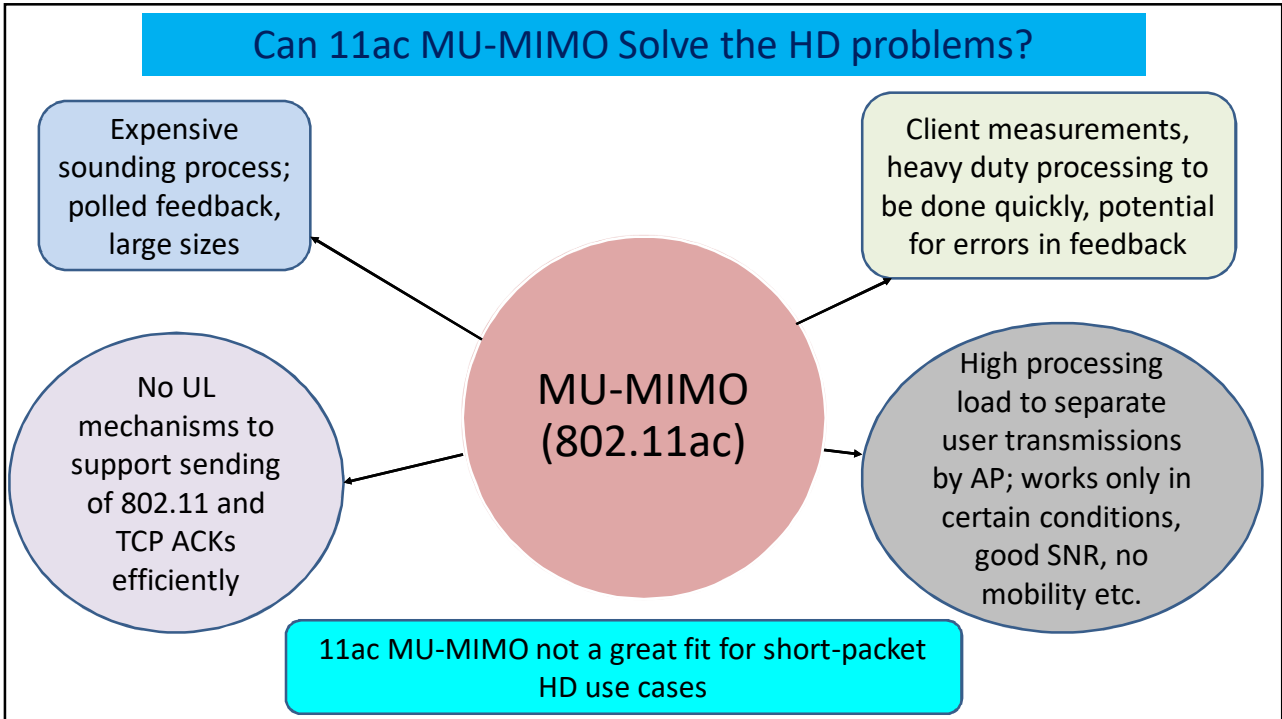 Can 11ac MU-MIMO Solve the HD problems?
Expensive
sounding process;
polled feedback,
large sizes
Client measurements,
heavy duty processing to
be done quickly, potential
for errors in feedback
MU-MIMO
(802.11ac)
No UL
mechanisms to
support sending
of 802.11 and
TCP ACKs
efficiently
High processing
load to separate
user transmissions
by AP; works only in
certain conditions,
good SNR, no
mobility etc.
11ac MU-MIMO not a great fit for short-packet
HD use cases